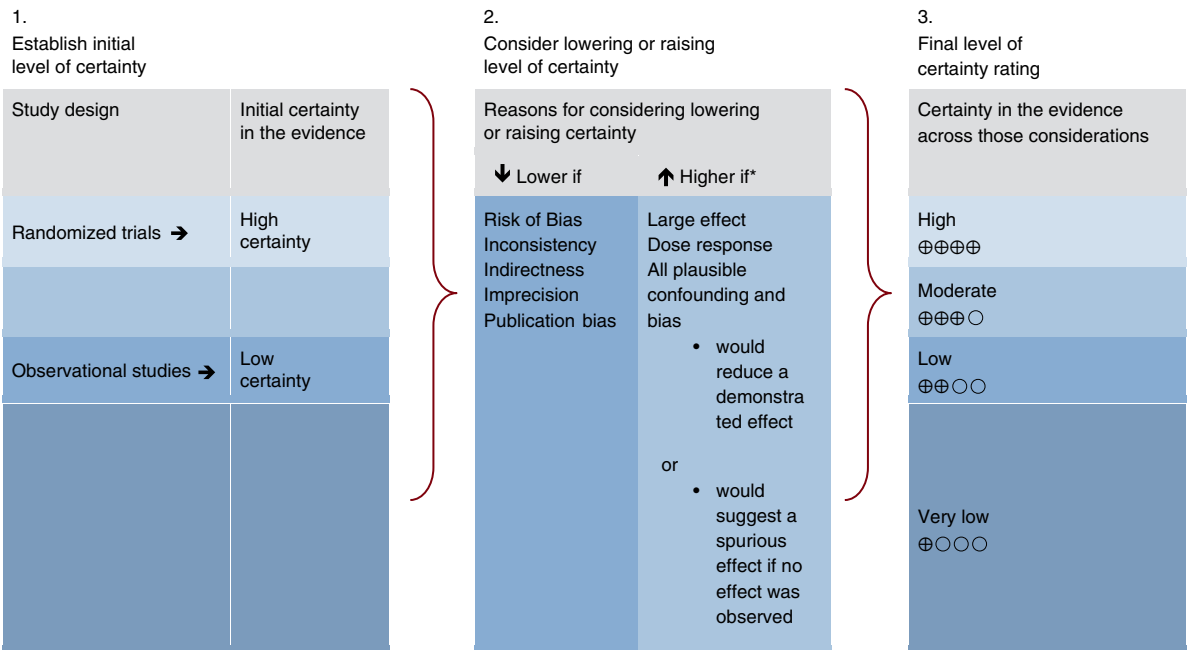 1.
Establish initial
level of certainty
Study design
Initial certainty
in the evidence
Randomized trials ➔
High
certainty
Observational studies ➔
Low
certainty
2.
Consider lowering or raising
level of certainty
Reasons for considering lowering
or raising certainty
🡻 Lower if
🡹 Higher if*
Risk of Bias
Inconsistency
Indirectness
Imprecision
Publication bias
Large effect
Dose response
All plausible
confounding and
bias
• would
reduce a
demonstra
ted effect
or
• would
suggest a
spurious
effect if no
effect was
observed
3.
Final level of
certainty rating
Certainty in the evidence
across those considerations
High
⊕⊕⊕⊕
Moderate
⊕⊕⊕○
Low
⊕⊕○○
Very low
⊕○○○